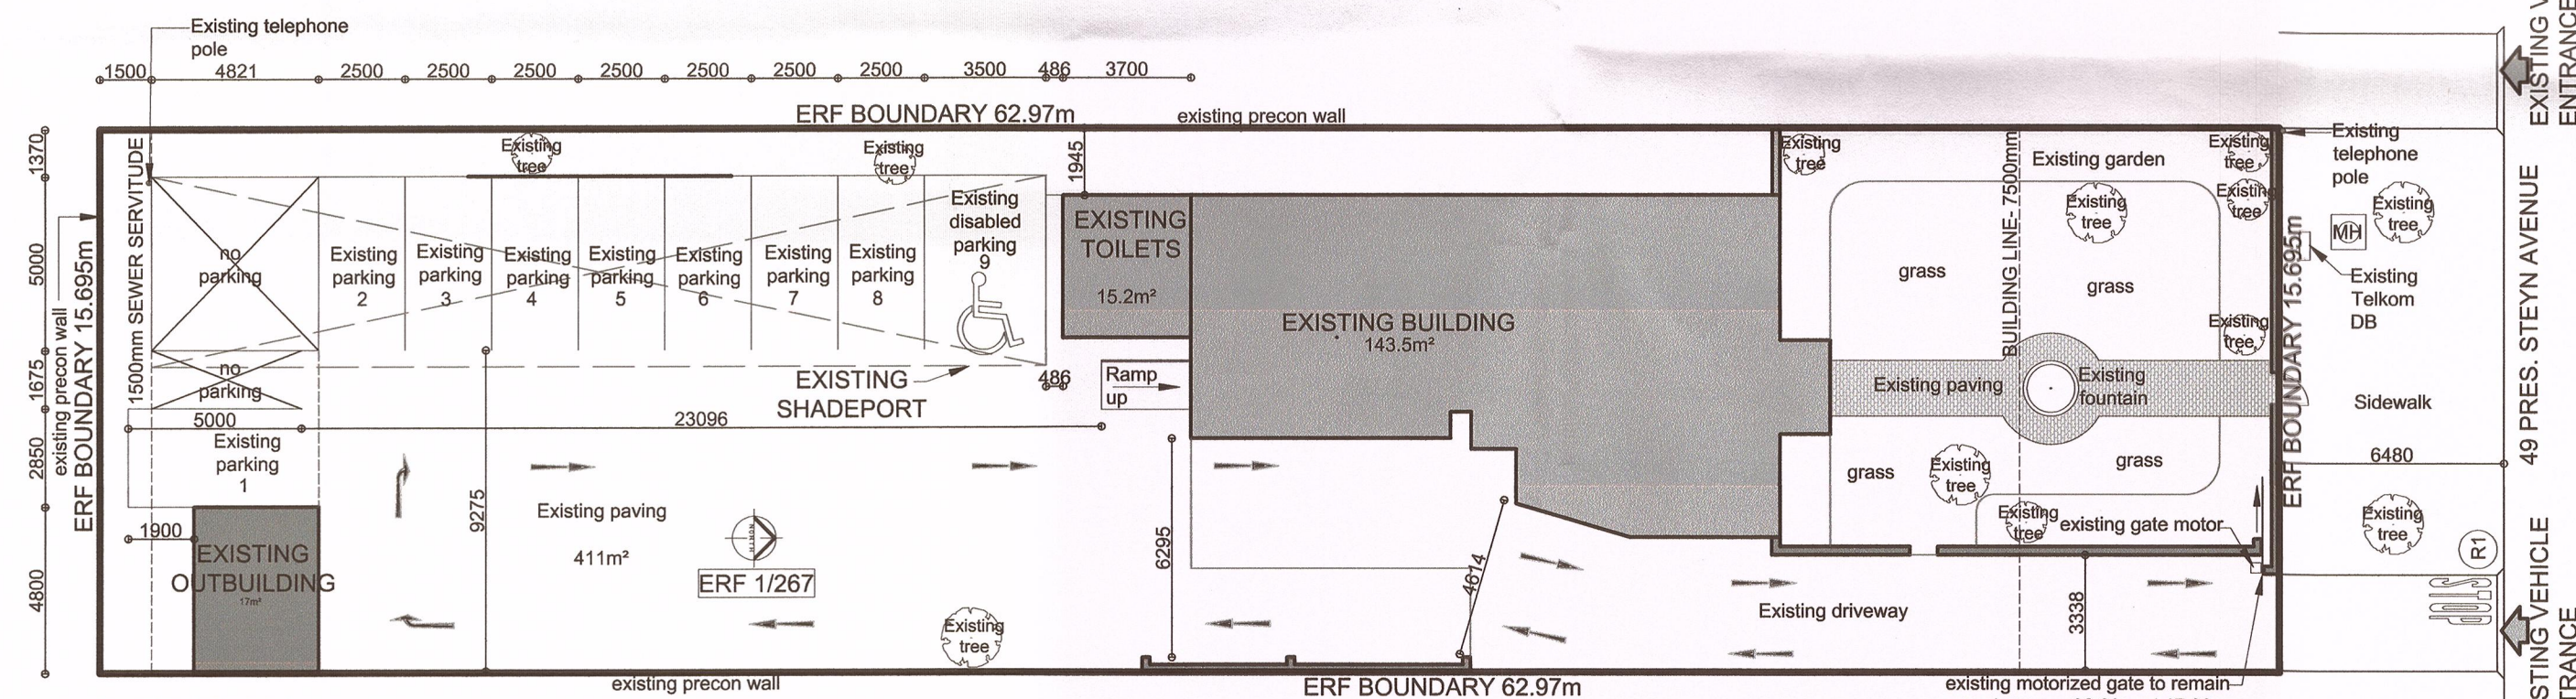 Existing telephone
pole
1500 4821 2500 2500 2500 2500 2500 2500 2500 3500 486 3700
ERF BOUNDARY 62.97m
existing precon wall
EXISTING V
ENTRANCE
1370
5000
1675
2850
4800
existing precon wall
ERF BOUNDARY 15.695m
1500mm SEWER SERVITUDE
no
parking
no
parking
5000
Existing
parking
1
1900
EXISTING
OUTBUILDING
17m²
Existing
tree
Existing
tree
Existing
parking
2
Existing
parking
3
Existing
parking
4
Existing
parking
5
Existing
parking
6
Existing
parking
7
Existing
parking
8
Existing
disabled
parking
9
EXISTING
SHADEPORT
486
23096
9275
Existing paving
411m²
NORTH
ERF 1/267
Existing
tree
1945
EXISTING
TOILETS
15.2m²
Ramp
up
EXISTING BUILDING
143.5m²
6295
4614
Existing
tree
Existing garden
BUILDING LINE- 7500mm
Existing
tree
Existing
tree
Existing
tree
grass
grass
Existing
tree
Existing paving
Existing
fountain
grass
grass
Existing
tree
Existing
tree
existing gate motor
Existing driveway
3338
existing precon wall
ERF BOUNDARY 62.97m
existing motorized gate to remain
ERF BOUNDARY 15.695m
Existing
telephone
pole
MH
Existing
tree
Existing
Telkom
DB
Sidewalk
6480
Existing
tree
R1
STOP
49 PRES. STEYN AVENUE
STING VEHICLE
TRANCE